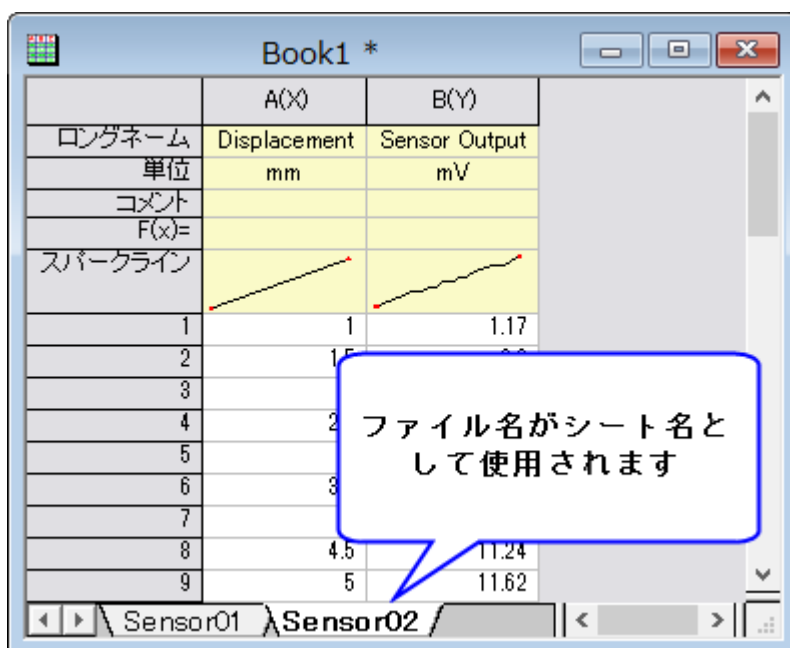 Book1 *
A(X) B(Y)
ロングネーム Displacement Sensor Output
単位 mm mV
コメント
F(x)=
スパークライン
1 1 1.17
2
3
4
5
6
7
8 4.5 11.24
9 5 11.62
ファイル名がシート名と
して使用されます
Sensor01 Sensor02